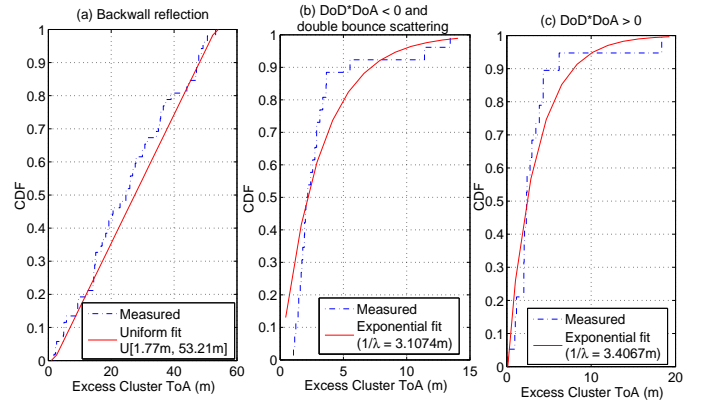 (a) Backwall reflection
1
0.9
0.8
0.7
0.6
0.5
0.4
0.3
0.2
0.1
0
CDF
0
20
40
60
Excess Cluster ToA (m)
Measured
Uniform fit
U[1.77m, 53.21m]
(b) DoD*DoA < 0 and
double bounce scattering
1
0.9
0.8
0.7
0.6
0.5
0.4
0.3
0.2
0.1
0
CDF
0
5
10
15
Excess Cluster ToA (m)
Measured
Exponential fit
(1/λ = 3.1074m)
(c) DoD*DoA > 0
1
0.9
0.8
0.7
0.6
0.5
0.4
0.3
0.2
0.1
0
CDF
0
10
20
Excess Cluster ToA (m)
Measured
Exponential fit
(1/λ = 3.4067m)